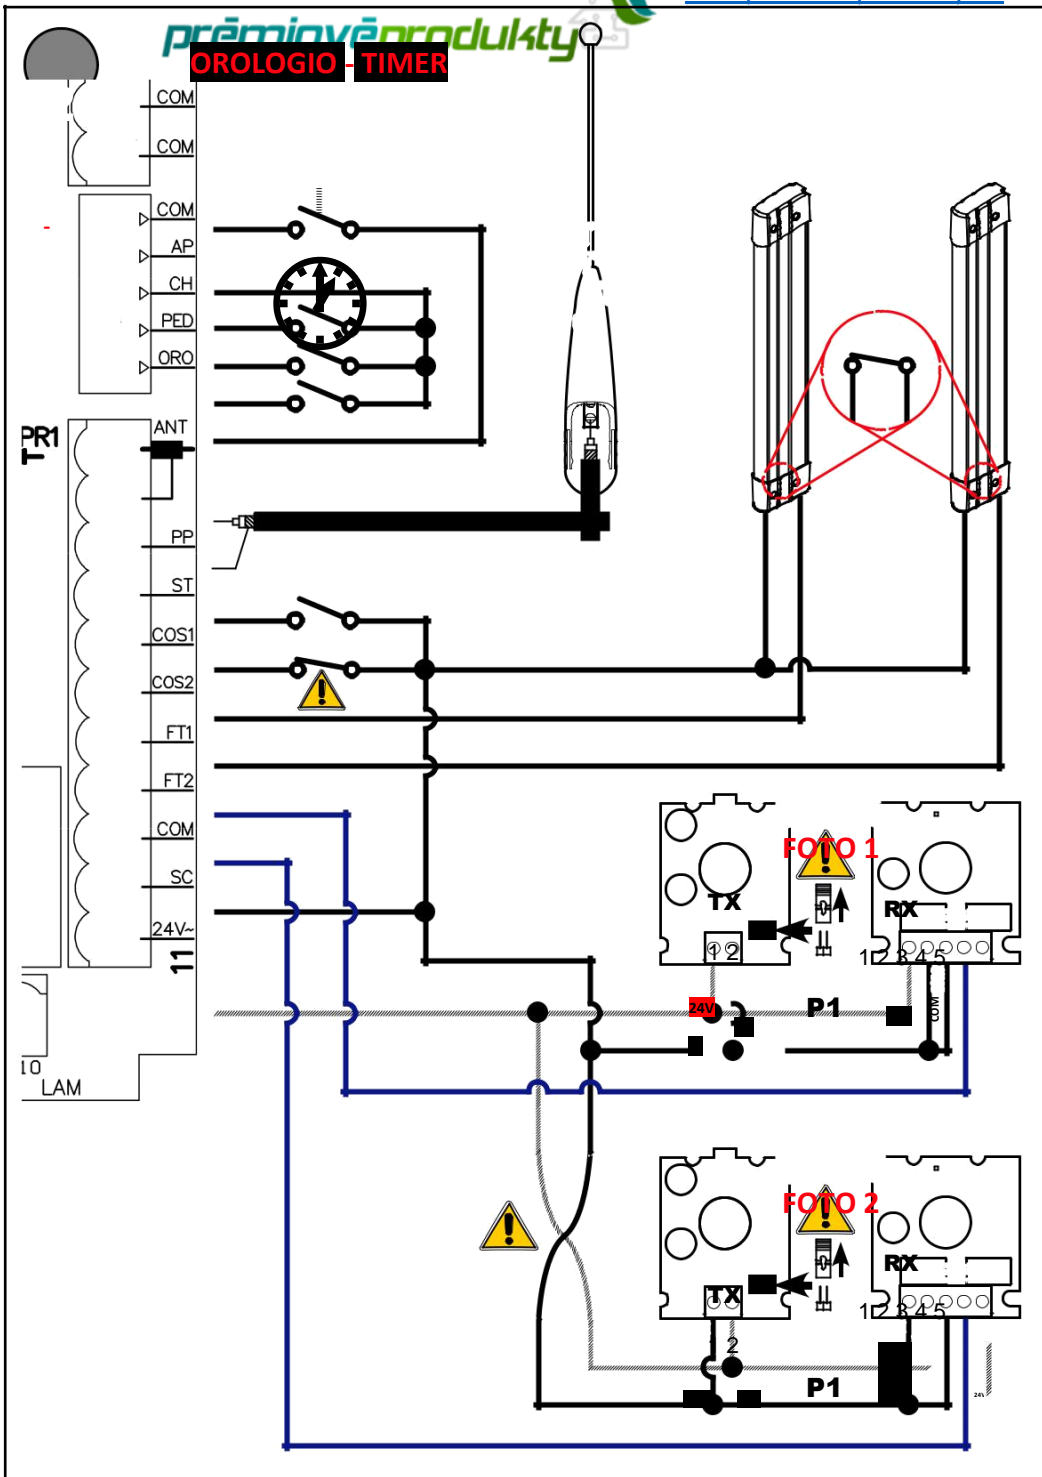 prémiovéprodukty
OROLOGIO - TIMER
COM
COM
COM
AP
CH
PED
ORO
ANT
PR1
T
PP
ST
COS1
COS2
FT1
FT2
COM
SC
24V~
11
10
LAM
FOTO 1
TX
RX
1 2
1 2 3 4 5
24V
P1
COM
FOTO 2
TX
RX
1 2 3 4 5
2
P1
24V